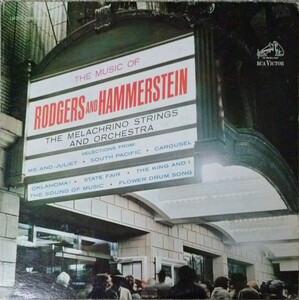 RCA VICTOR
THE MUSIC OF
RODGERS AND HAMMERSTEIN
THE MELACHRINO STRINGS
AND ORCHESTRA
SELECTIONS FROM:
ME AND JULIET • SOUTH PACIFIC • CAROUSEL
OKLAHOMA! • STATE FAIR • THE KING AND I
THE SOUND OF MUSIC • FLOWER DRUM SONG